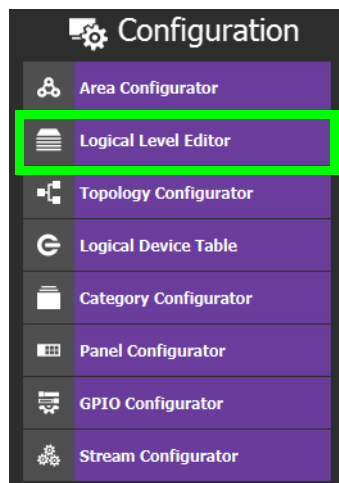 Configuration
Area Configurator
Logical Level Editor
Topology Configurator
Logical Device Table
Category Configurator
Panel Configurator
GPIO Configurator
Stream Configurator